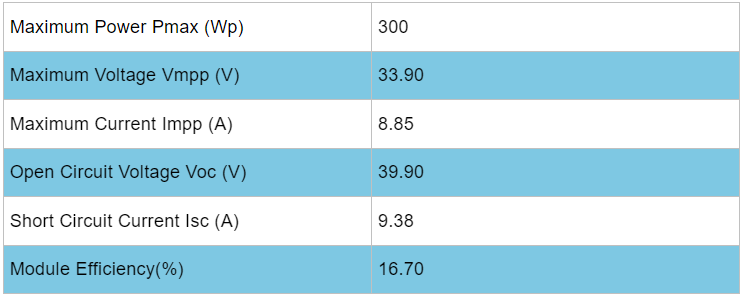 Maximum Power Pmax (Wp) 300
Maximum Voltage Vmpp (V) 33.90
Maximum Current Impp (A) 8.85
Open Circuit Voltage Voc (V) 39.90
Short Circuit Current Isc (A) 9.38
Module Efficiency(%) 16.70